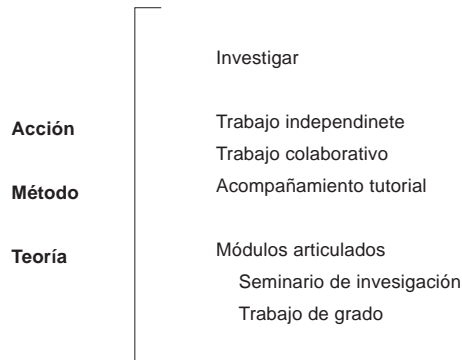 Investigar
Acción
Trabajo independinete
Trabajo colaborativo
Método
Acompañamiento tutorial
Teoría
Módulos articulados
Seminario de invesigación
Trabajo de grado